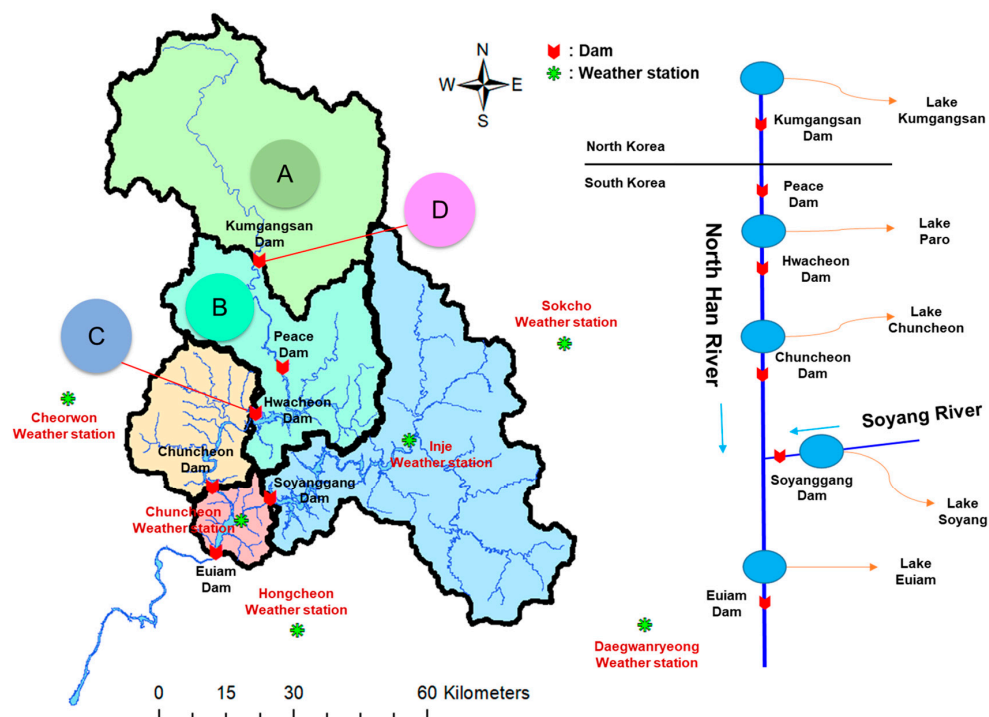 N
W E
S
: Dam
: Weather station
A
D
Kumgangsan
Dam
B
C
Peace
Dam
Hwacheon
Dam
Chuncheon
Dam
Soyanggang
Dam
Euiam
Dam
Sokcho
Weather station
Cheorwon
Weather station
Inje
Weather station
Chuncheon
Weather station
Hongcheon
Weather station
Daegwanryeong
Weather station
0 15 30 60 Kilometers
Lake
Kumgangsan
Kumgangsan
Dam
North Korea
South Korea
Peace
Dam
Lake
Paro
Hwacheon
Dam
North Han River
Lake
Chuncheon
Chuncheon
Dam
Soyang River
Soyanggang
Dam
Lake
Soyang
Lake
Euiam
Euiam
Dam